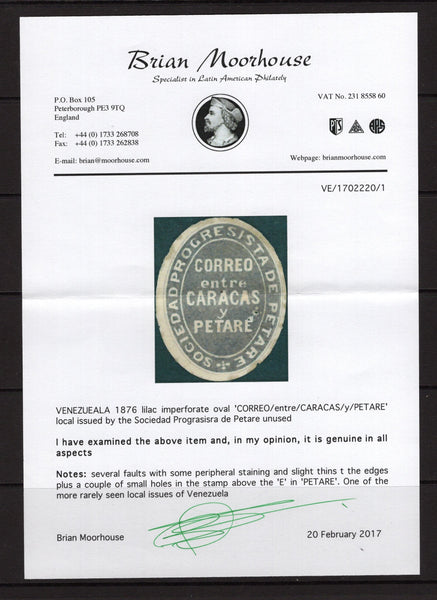 Brian Moorhouse
Specialist in Latin American Philately
P.O. Box 105
Peterborough PE3 9TQ
England
VAT No. 231 8558 60
Tel: +44 (0) 1733 268708
Fax: +44 (0) 1733 262838
PTS
APS
E-mail: brian@moorhouse.com
Webpage: brianmoorhouse.com
VE/1702220/1
SOCIEDAD PROGRESISTA DE PETARE
CORREO
entre
CARACAS
y
PETARE
VENEZUEALA 1876 lilac imperforate oval 'CORREO/entre/CARACAS/y/PETARE'
local issued by the Sociedad Prograsisra de Petare unused
I have examined the above item and, in my opinion, it is genuine in all
aspects
Notes: several faults with some peripheral staining and slight thins t the edges
plus a couple of small holes in the stamp above the 'E' in 'PETARE'. One of the
more rarely seen local issues of Venezuela
Brian Moorhouse
20 February 2017